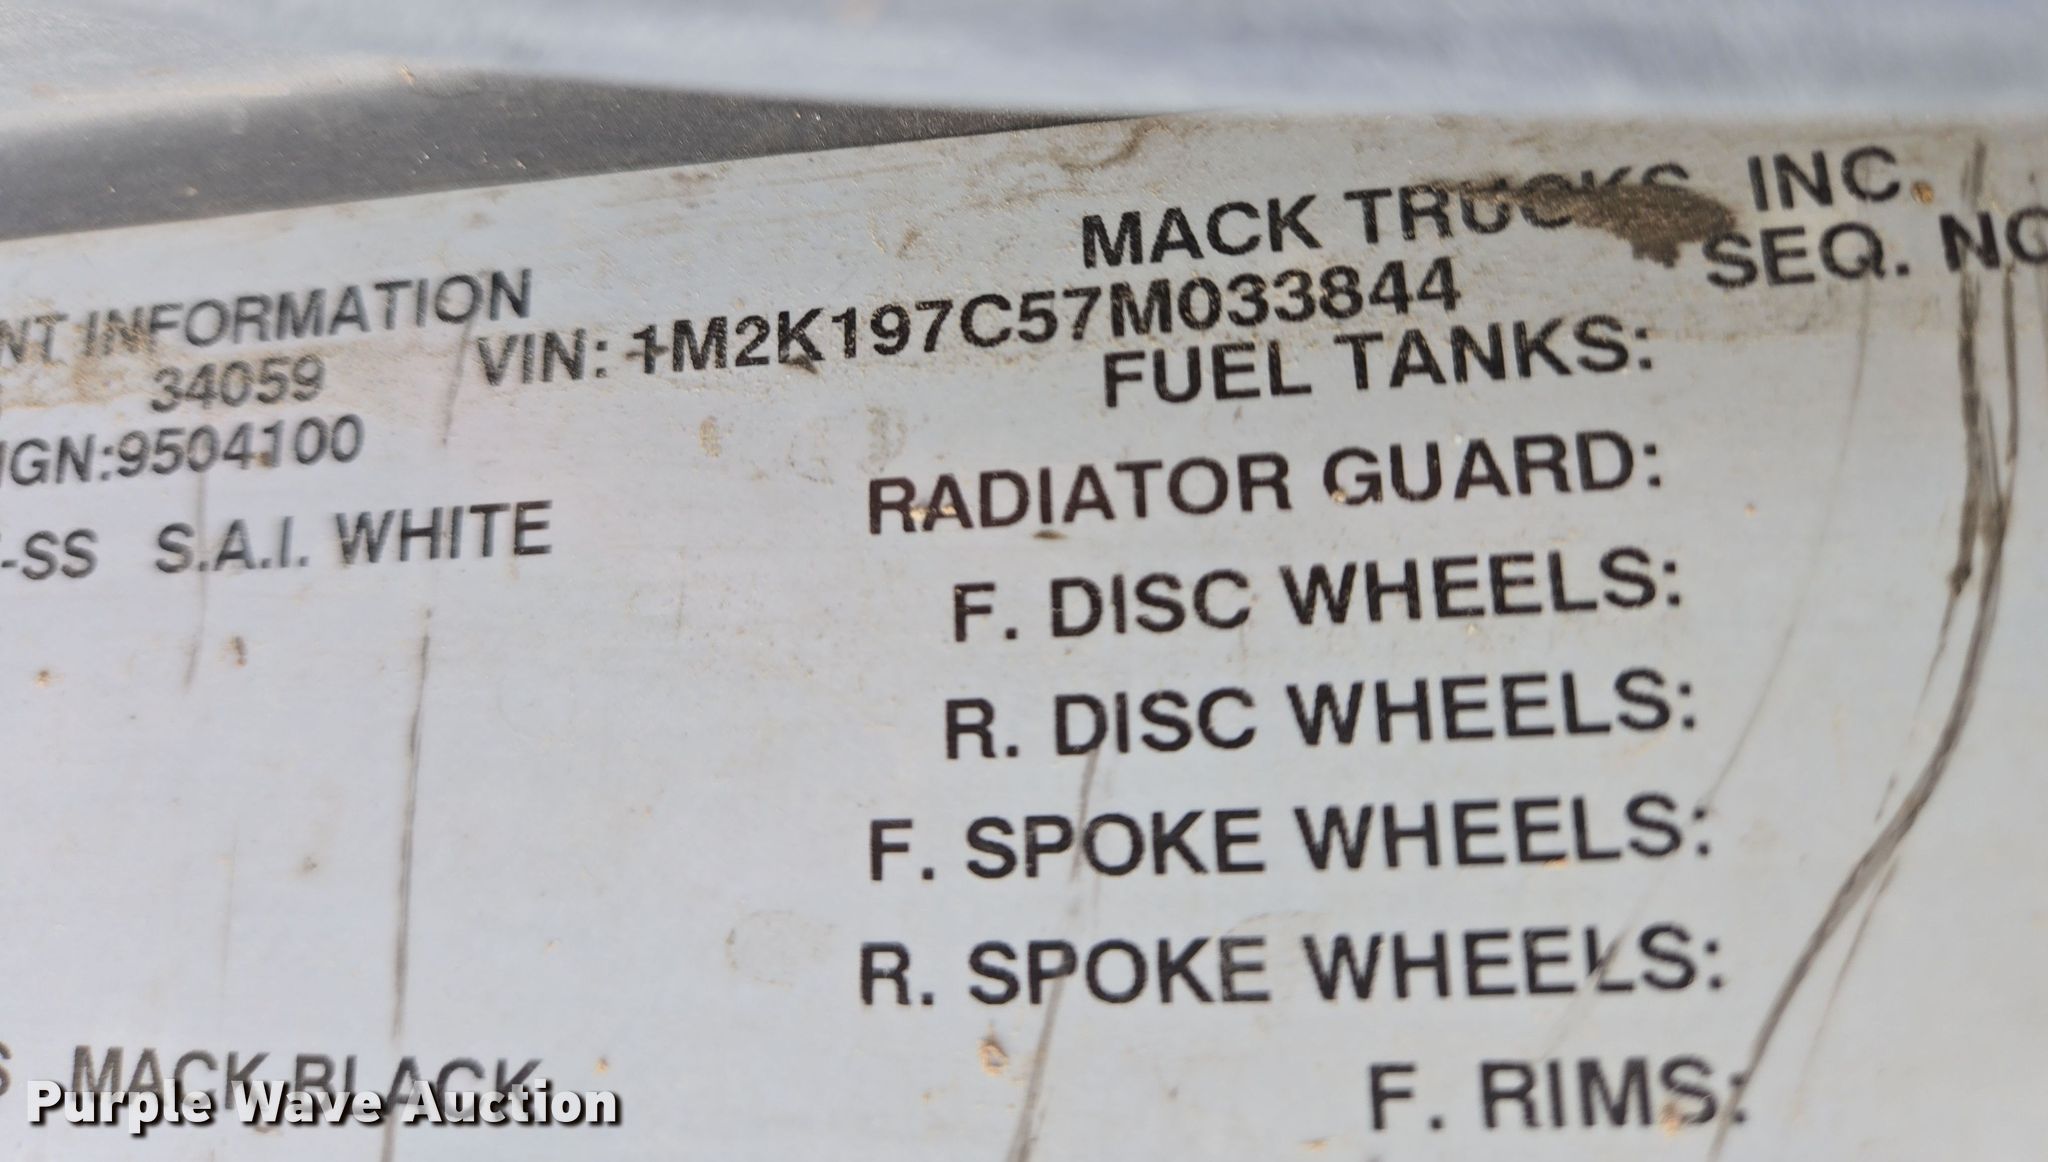 MACK TRUCKS, INC.
NT INFORMATION VIN: 1M2K197C57M033844 SEQ. NO
34059 FUEL TANKS:
IGN:9504100 RADIATOR GUARD:
-SS S.A.I. WHITE F. DISC WHEELS:
R. DISC WHEELS:
F. SPOKE WHEELS:
R. SPOKE WHEELS:
S MACK BLACK F. RIMS:
Purple Wave Auction